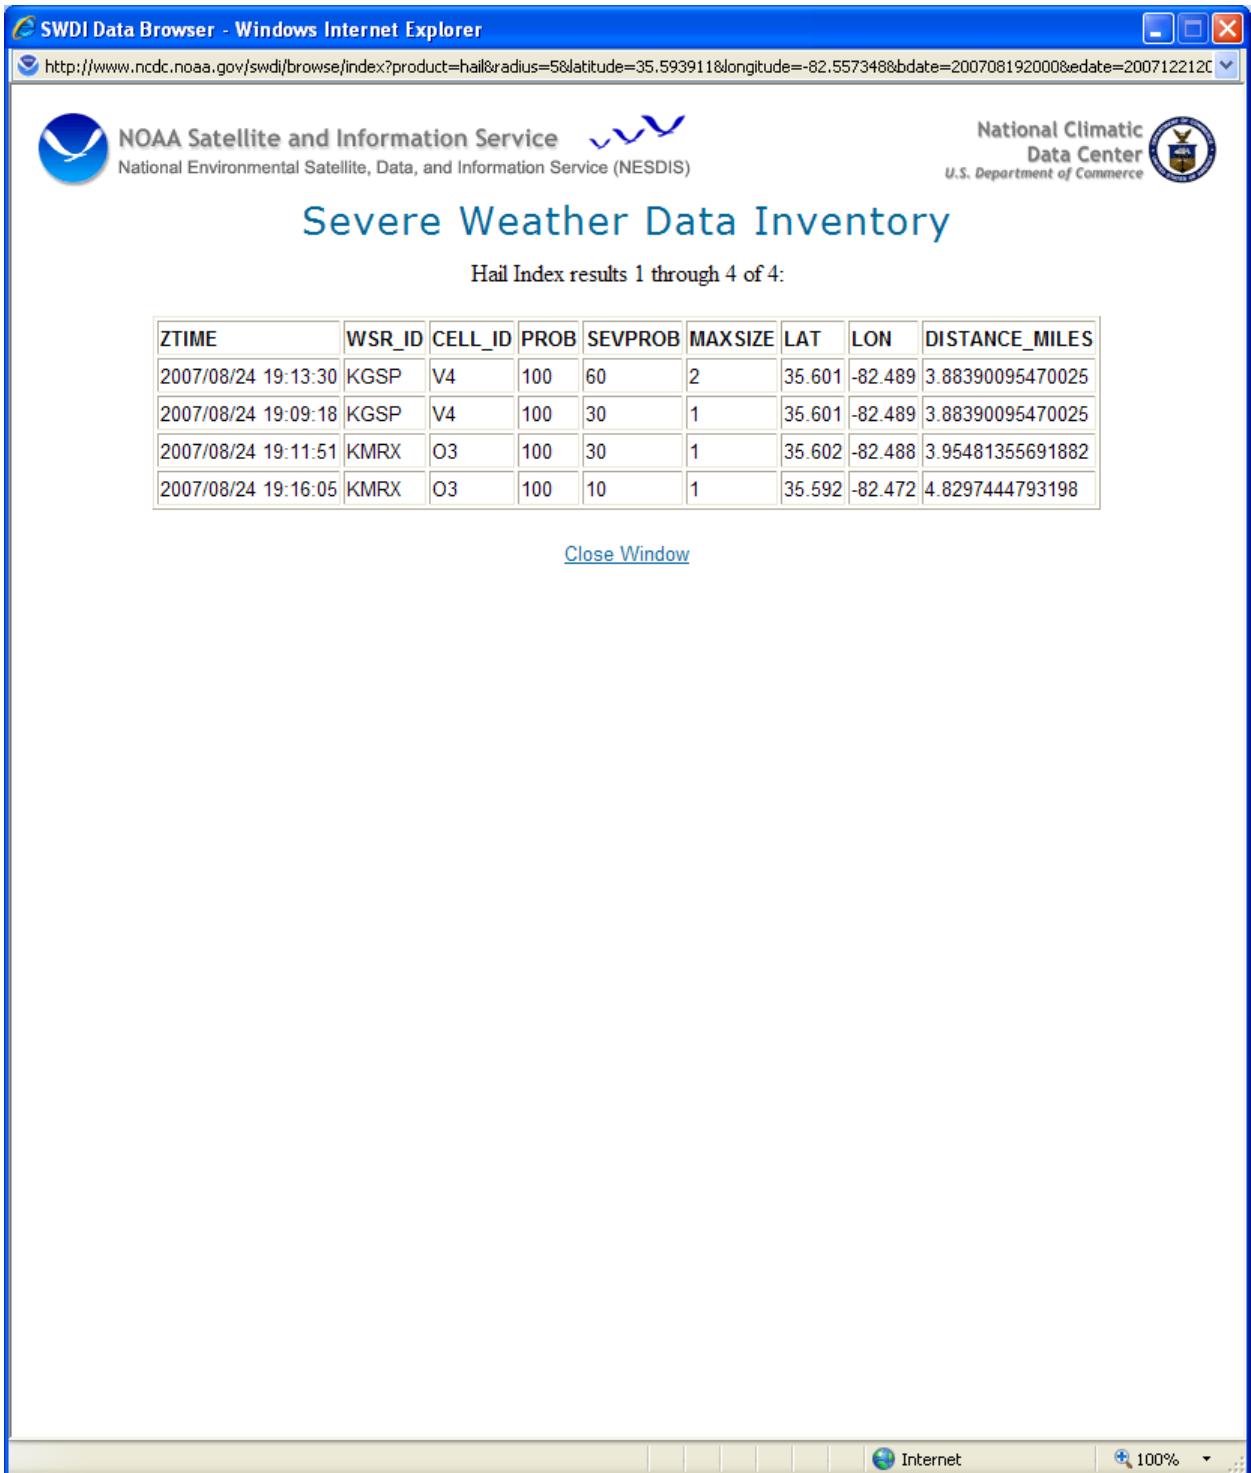 SWDI Data Browser - Windows Internet Explorer
http://www.ncdc.noaa.gov/swdi/browse/index?product=hail&radius=5&latitude=35.593911&longitude=-82.557348&bdate=200708192000&edate=20071221200
NOAA Satellite and Information Service
National Environmental Satellite, Data, and Information Service (NESDIS)
National Climatic
Data Center
U.S. Department of Commerce
Severe Weather Data Inventory
Hail Index results 1 through 4 of 4:
ZTIME WSR_ID CELL_ID PROB SEVPROB MAXSIZE LAT LON DISTANCE_MILES
2007/08/24 19:13:30 KGSP V4 100 60 2 35.601 -82.489 3.88390095470025
2007/08/24 19:09:18 KGSP V4 100 30 1 35.601 -82.489 3.88390095470025
2007/08/24 19:11:51 KMRX O3 100 30 1 35.602 -82.488 3.95481355691882
2007/08/24 19:16:05 KMRX O3 100 10 1 35.592 -82.472 4.8297444793198
Close Window
Internet 100%